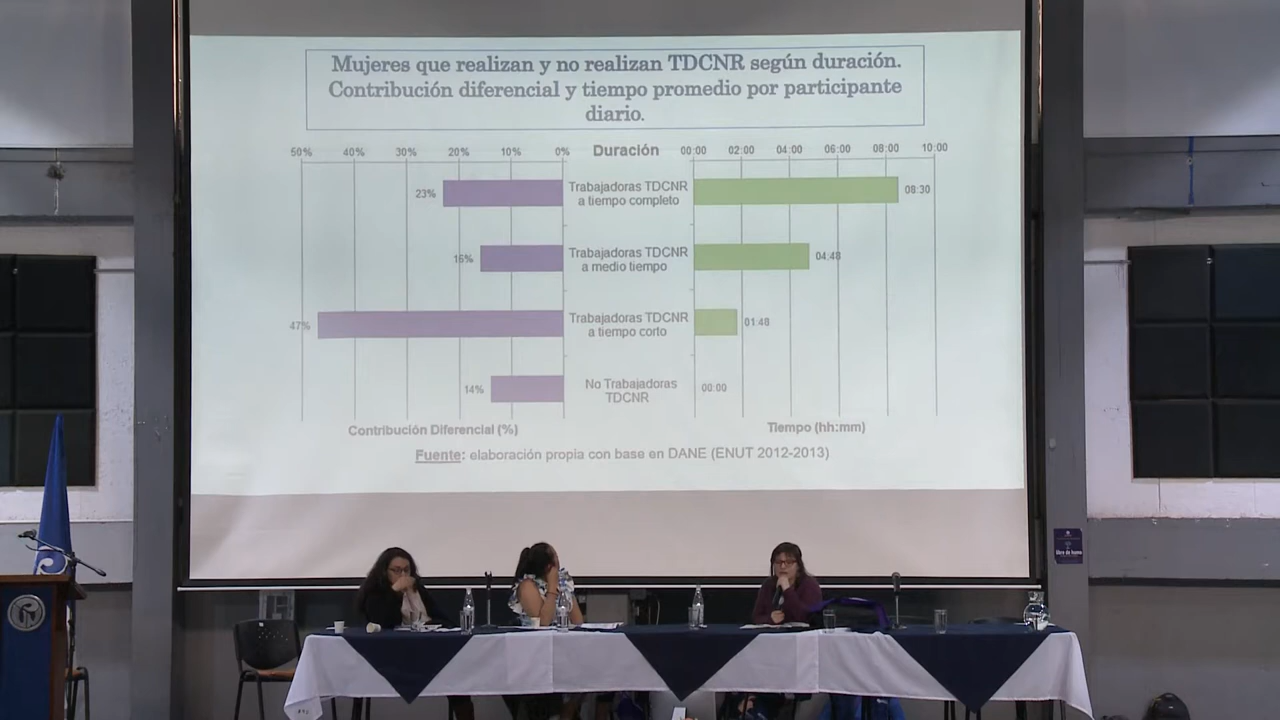 Mujeres que realizan y no realizan TDCNR según duración.
Contribución diferencial y tiempo promedio por participante
diario.
50% 40% 30% 20% 10% 0% Duración 00:00 02:00 04:00 06:00 08:00 10:00
23% Trabajadoras TDCNR 08:30
a tiempo completo
16% Trabajadoras TDCNR 04:48
a medio tiempo
47% Trabajadoras TDCNR 01:48
a tiempo corto
14% No Trabajadoras 00:00
TDCNR
Contribución Diferencial (%) Tiempo (hh:mm)
Fuente: elaboración propia con base en DANE (ENUT 2012-2013)